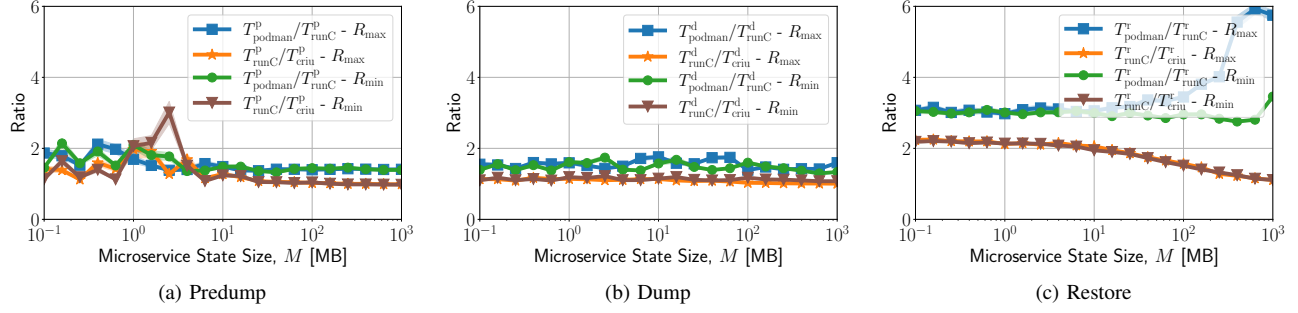 6
4
2
0
Ratio
T^p_podman/T^p_runC - R_max
T^p_runC/T^p_criu - R_max
T^p_podman/T^p_runC - R_min
T^p_runC/T^p_criu - R_min
10^−1 10^0 10^1 10^2 10^3
Microservice State Size, M [MB]
(a) Predump
6
4
2
0
Ratio
T^d_podman/T^d_runC - R_max
T^d_runC/T^d_criu - R_max
T^d_podman/T^d_runC - R_min
T^d_runC/T^d_criu - R_min
10^−1 10^0 10^1 10^2 10^3
Microservice State Size, M [MB]
(b) Dump
6
4
2
0
Ratio
T^r_podman/T^r_runC - R_max
T^r_runC/T^r_criu - R_max
T^r_podman/T^r_runC - R_min
T^r_runC/T^r_criu - R_min
10^−1 10^0 10^1 10^2 10^3
Microservice State Size, M [MB]
(c) Restore